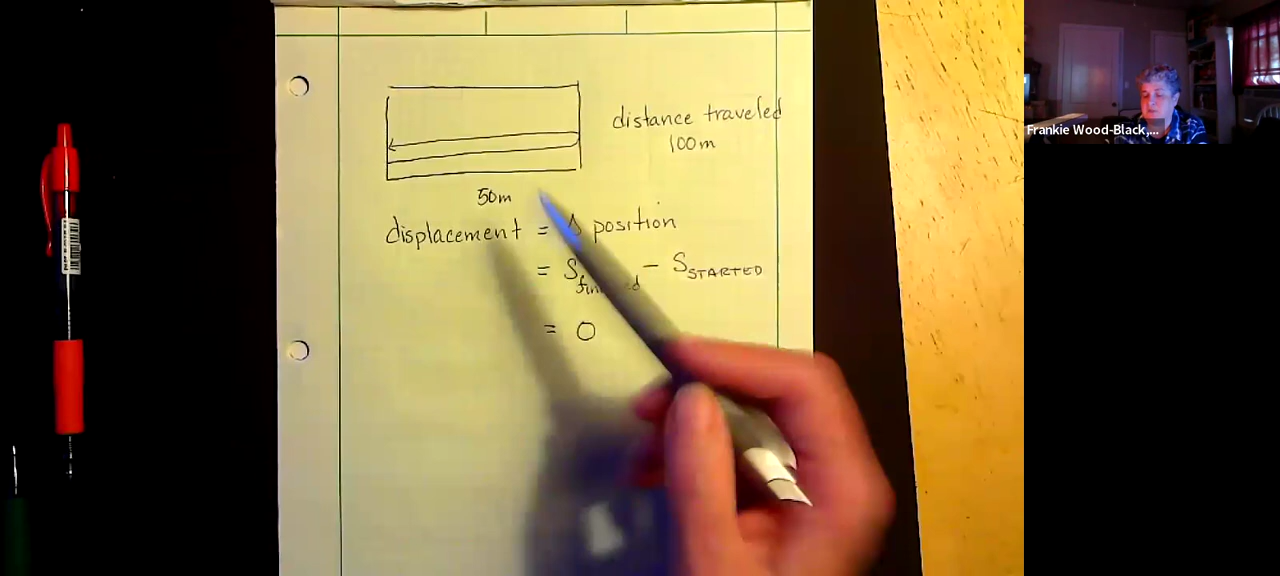 distance traveled
100m
50m
displacement = Δ position
= S finished - S STARTED
= 0
Frankie Wood-Black,...